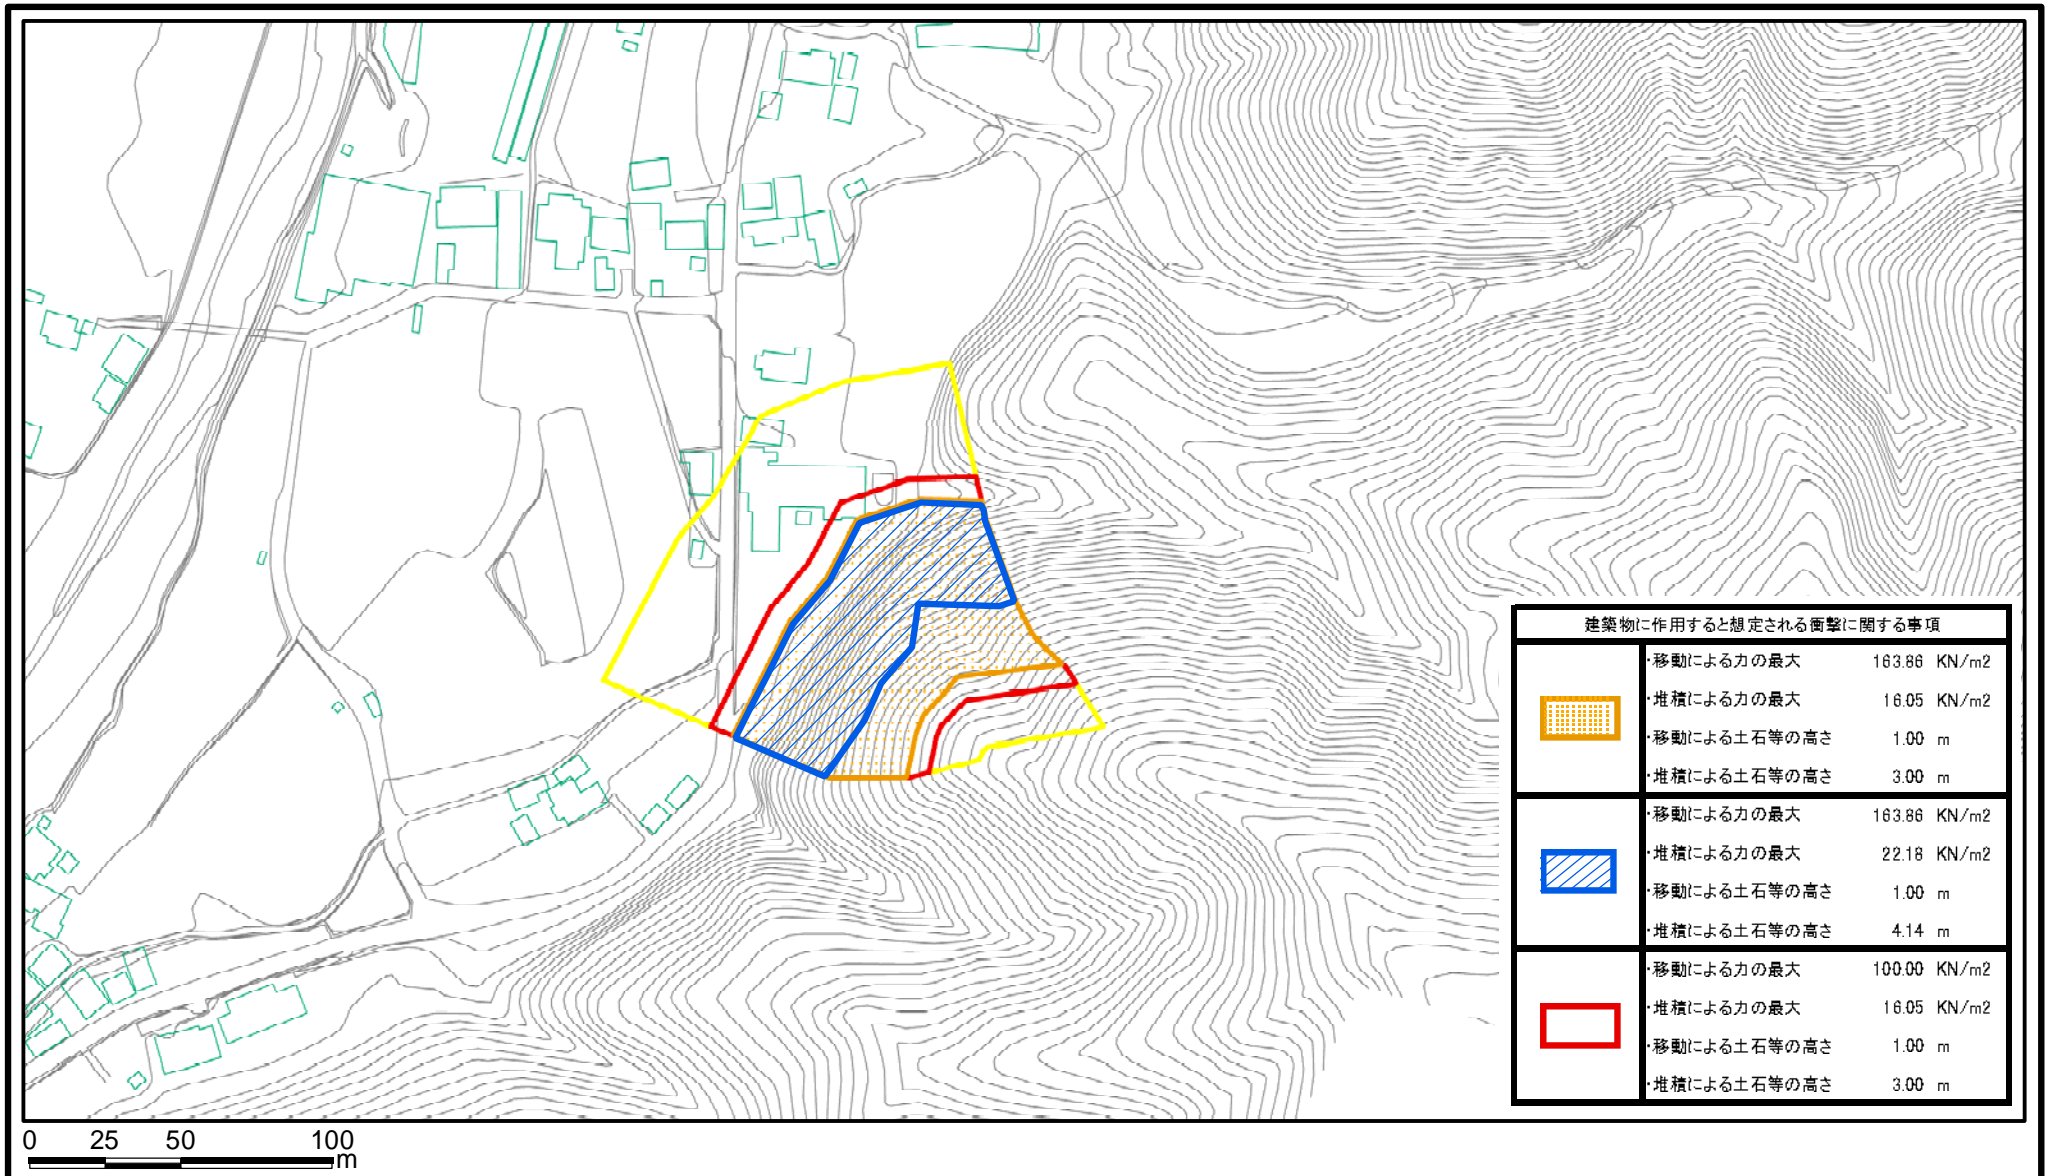 建築物に作用すると想定される衝撃に関する事項
・移動による力の最大 163.86 KN/m2
・堆積による力の最大 16.05 KN/m2
・移動による土石等の高さ 1.00 m
・堆積による土石等の高さ 3.00 m
・移動による力の最大 163.86 KN/m2
・堆積による力の最大 22.18 KN/m2
・移動による土石等の高さ 1.00 m
・堆積による土石等の高さ 4.14 m
・移動による力の最大 100.00 KN/m2
・堆積による力の最大 16.05 KN/m2
・移動による土石等の高さ 1.00 m
・堆積による土石等の高さ 3.00 m
0 25 50 100
m